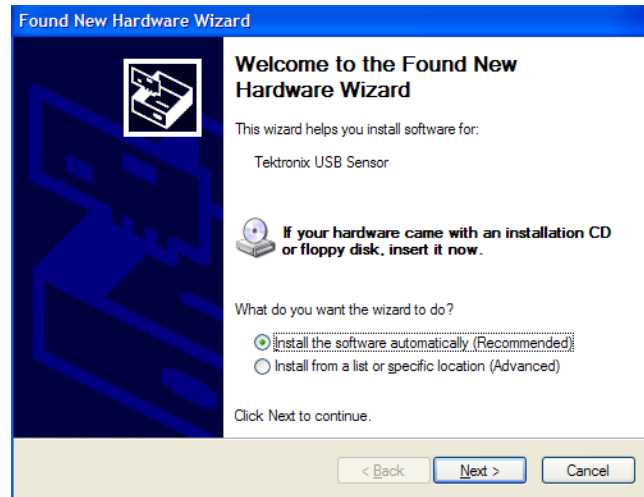 Found New Hardware Wizard
Welcome to the Found New
Hardware Wizard
This wizard helps you install software for:
Tektronix USB Sensor
If your hardware came with an installation CD
or floppy disk, insert it now.
What do you want the wizard to do?
Install the software automatically (Recommended)
Install from a list or specific location (Advanced)
Click Next to continue.
< Back Next > Cancel